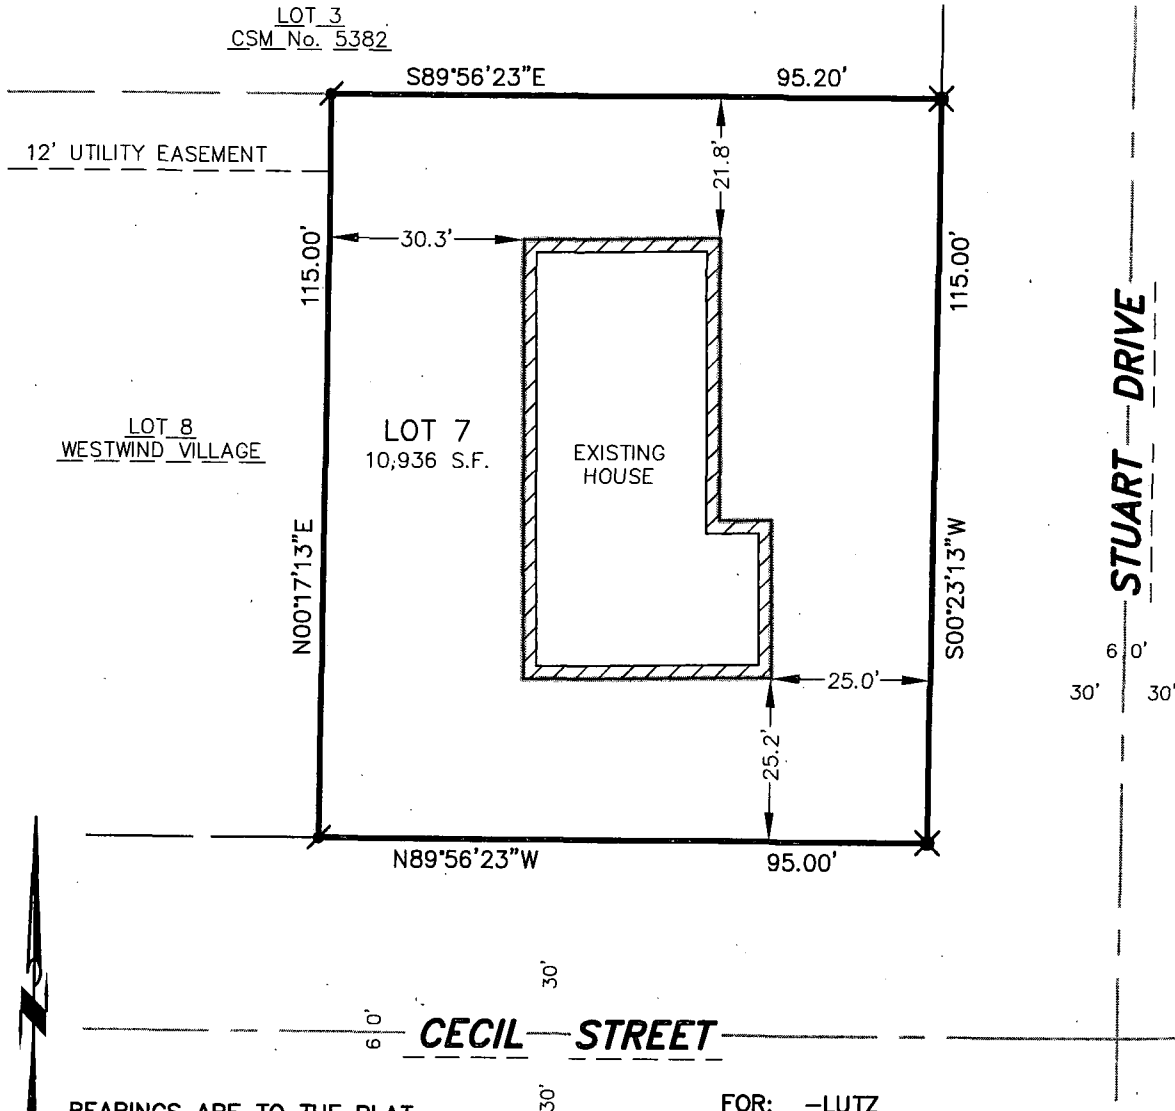 LOT 3
CSM No. 5382
S89°56'23"E
95.20'
12' UTILITY EASEMENT
21.8'
30.3'
115.00'
115.00'
STUART DRIVE
LOT 8
WESTWIND VILLAGE
LOT 7
10,936 S.F.
EXISTING
HOUSE
N00°17'13"E
S00°23'13"W
60'
30'
30'
25.0'
25.2'
N89°56'23"W
95.00'
30'
60'
CECIL STREET
30'
BEARINGS ARE TO THE PLAT
FOR: -LUTZ